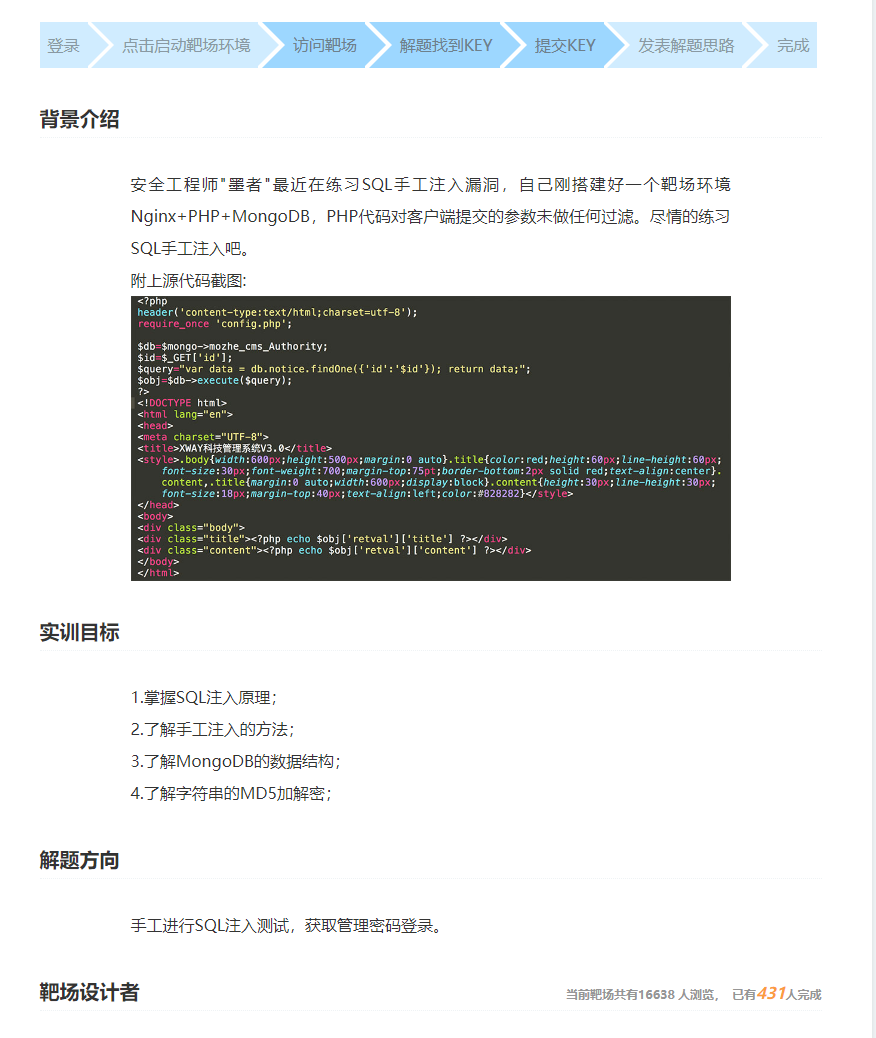 登录 点击启动靶场环境 访问靶场 解题找到KEY 提交KEY 发表解题思路 完成
背景介绍
安全工程师"墨者"最近在练习SQL手工注入漏洞，自己刚搭建好一个靶场环境
Nginx+PHP+MongoDB，PHP代码对客户端提交的参数未做任何过滤。尽情的练习
SQL手工注入吧。
附上源代码截图:
<?php
header('content-type:text/html;charset=utf-8');
require_once 'config.php';
$db=$mongo->mozhe_cms_Authority;
$id=$_GET['id'];
$query="var data = db.notice.findOne({'id':'$id'}); return data;";
$obj=$db->execute($query);
?>
<!DOCTYPE html>
<html lang="en">
<head>
<meta charset="UTF-8">
<title>XWAY科技管理系统V3.0</title>
<style>.body{width:600px;height:500px;margin:0 auto}.title{color:red;height:60px;line-height:60px;
font-size:30px;font-weight:700;margin-top:75pt;border-bottom:2px solid red;text-align:center}.
content,.title{margin:0 auto;width:600px;display:block}.content{height:30px;line-height:30px;
font-size:18px;margin-top:40px;text-align:left;color:#828282}</style>
</head>
<body>
<div class="body">
<div class="title"><?php echo $obj['retval']['title'] ?></div>
<div class="content"><?php echo $obj['retval']['content'] ?></div>
</body>
</html>
实训目标
1.掌握SQL注入原理；
2.了解手工注入的方法；
3.了解MongoDB的数据结构；
4.了解字符串的MD5加解密；
解题方向
手工进行SQL注入测试，获取管理密码登录。
靶场设计者 当前靶场共有16638 人浏览， 已有431人完成